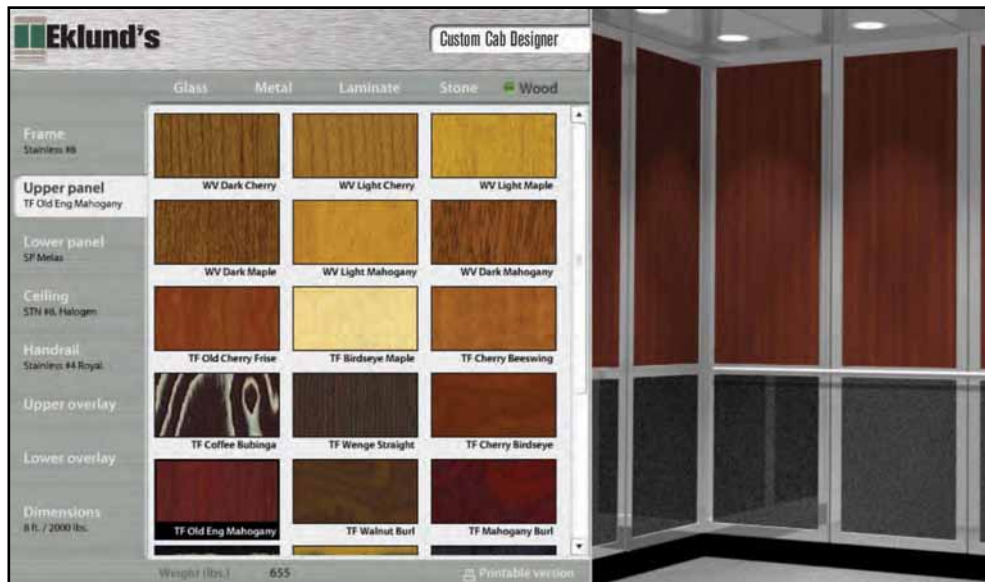 Eklund's
Custom Cab Designer
Glass Metal Laminate Stone Wood
Frame
Stainless #8
Upper panel
TF Old Eng Mahogany
Lower panel
SP Melas
Ceiling
STN #8, Halogen
Handrail
Stainless #4 Royal
Upper overlay
Lower overlay
Dimensions
8 ft. / 2000 lbs.
WV Dark Cherry WV Light Cherry WV Light Maple
WV Dark Maple WV Light Mahogany WV Dark Mahogany
TF Old Cherry Frise TF Birdseye Maple TF Cherry Beeswing
TF Coffee Bubinga TF Wenge Straight TF Cherry Birdseye
TF Old Eng Mahogany TF Walnut Burl TF Mahogany Burl
Weight (lbs.) 655 Printable version